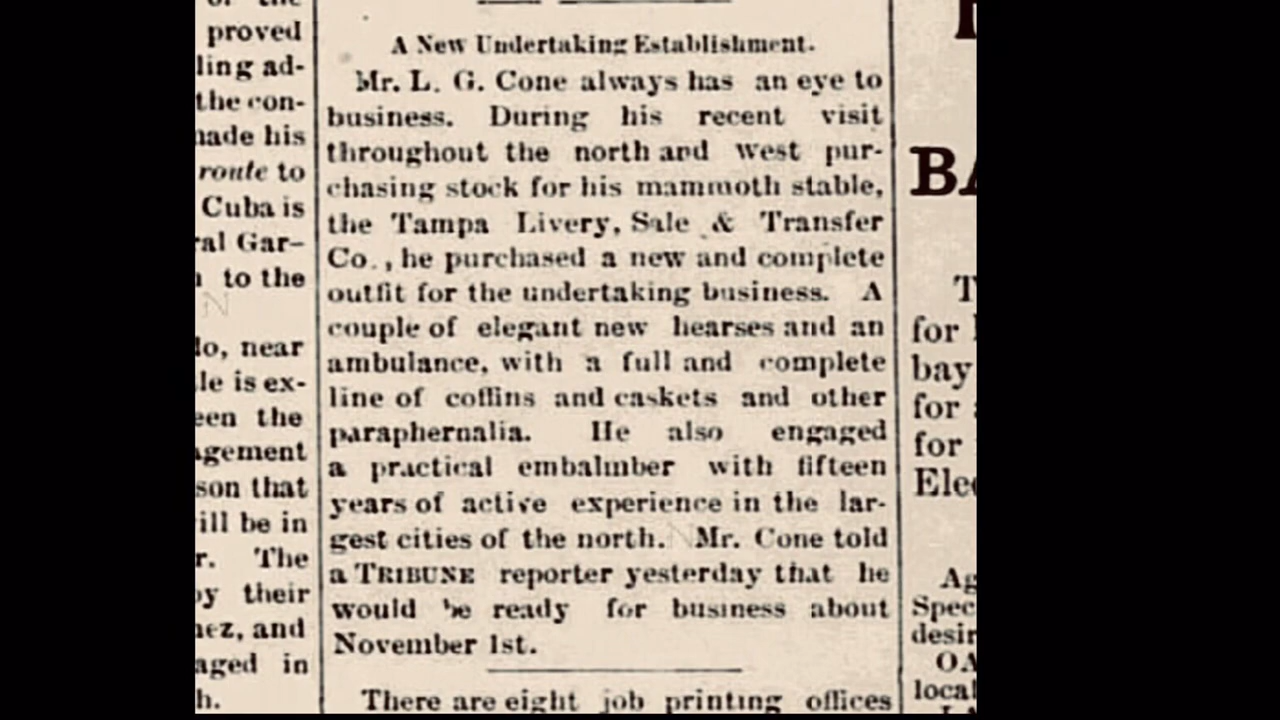 of the
proved
ling ad-
the con-
nade his
route to
Cuba is
ral Gar-
to the
lo, near
le is ex-
een the
agement
son that
ill be in
r. The
by their
nez, and
aged in
h.
A New Undertaking Establishment.
Mr. L. G. Cone always has an eye to
business. During his recent visit
throughout the north and west pur-
chasing stock for his mammoth stable,
the Tampa Livery, Sale & Transfer
Co., he purchased a new and complete
outfit for the undertaking business. A
couple of elegant new hearses and an
ambulance, with a full and complete
line of coffins and caskets and other
paraphernalia. He also engaged
a practical embalmber with fifteen
years of active experience in the lar-
gest cities of the north. Mr. Cone told
a TRIBUNE reporter yesterday that he
would be ready for business about
November 1st.
There are eight job printing offices
BA
T
for
bay
for
for
Elec
Ag
Spec
desir
OA
local